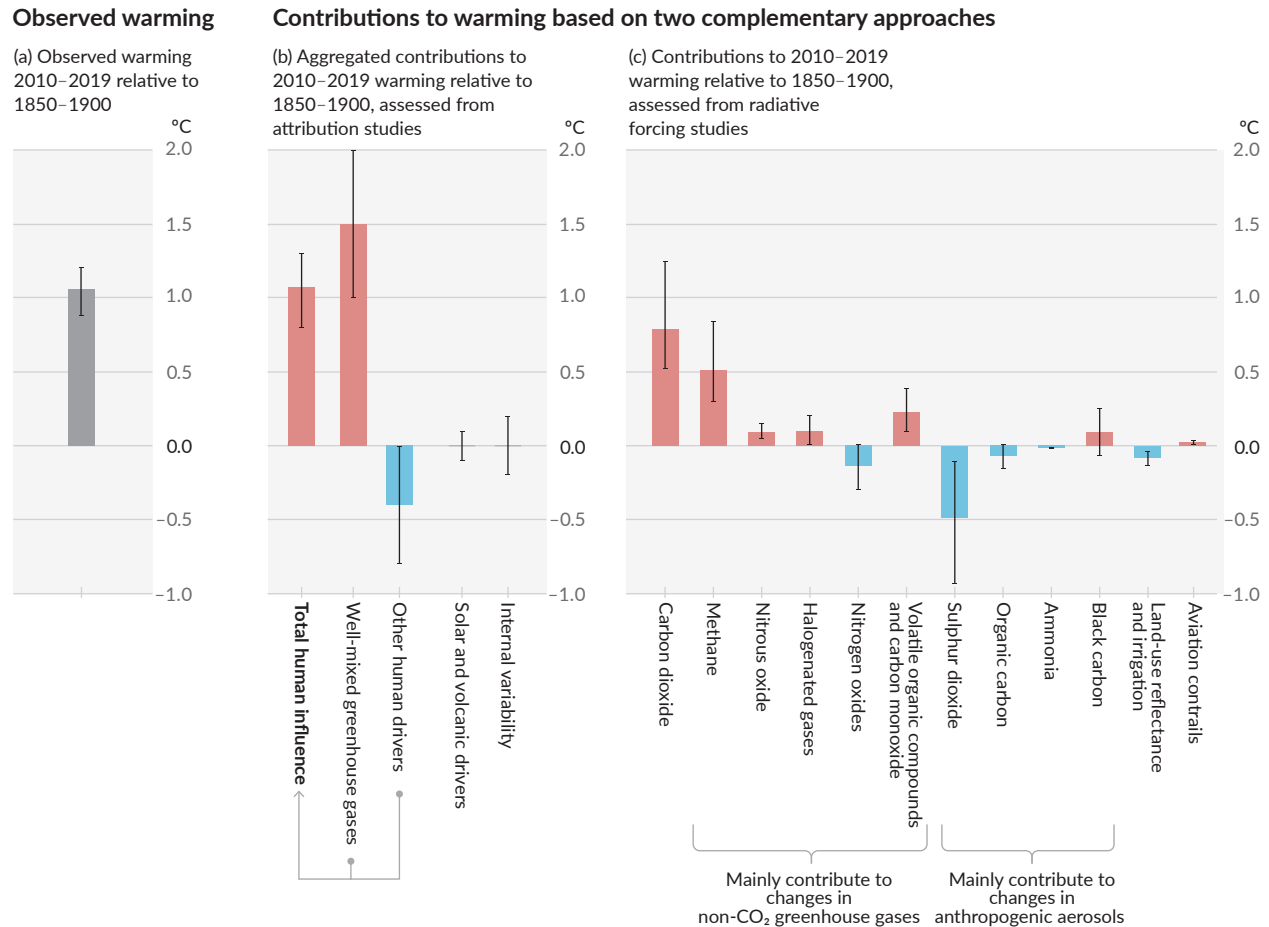 Observed warming
Contributions to warming based on two complementary approaches
(a) Observed warming
2010–2019 relative to
1850–1900
(b) Aggregated contributions to
2010–2019 warming relative to
1850–1900, assessed from
attribution studies
(c) Contributions to 2010–2019
warming relative to 1850–1900,
assessed from radiative
forcing studies
ºC
2.0
1.5
1.0
0.5
0.0
–0.5
–1.0
ºC
2.0
1.5
1.0
0.5
0.0
–0.5
–1.0
ºC
2.0
1.5
1.0
0.5
0.0
–0.5
–1.0
Total human influence
Well-mixed greenhouse gases
Other human drivers
Solar and volcanic drivers
Internal variability
Carbon dioxide
Methane
Nitrous oxide
Halogenated gases
Nitrogen oxides
Volatile organic compounds
and carbon monoxide
Sulphur dioxide
Organic carbon
Ammonia
Black carbon
Land-use reflectance
and irrigation
Aviation contrails
Mainly contribute to
changes in
non-CO₂ greenhouse gases
Mainly contribute to
changes in
anthropogenic aerosols